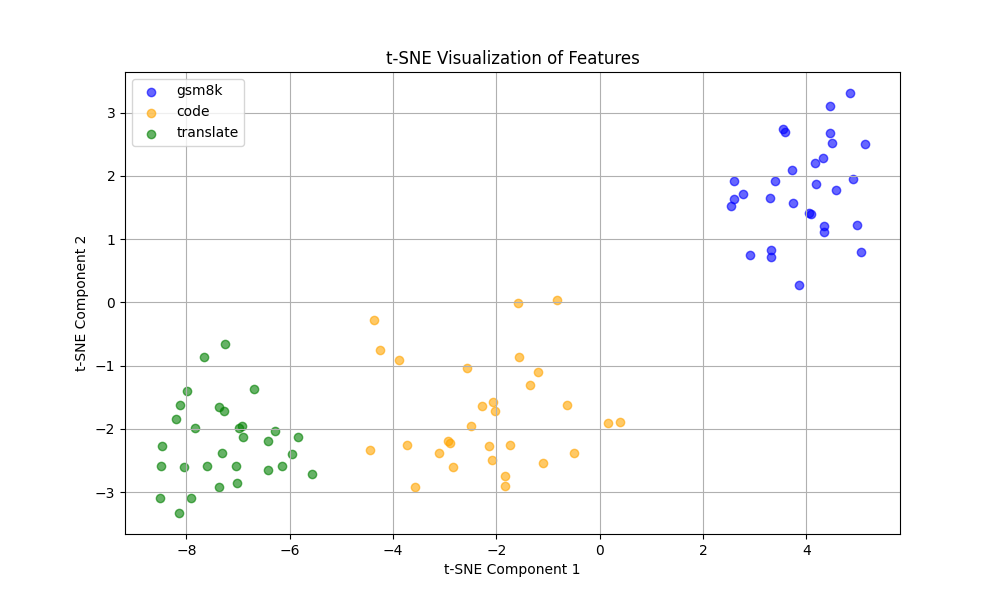 t-SNE Visualization of Features
gsm8k
code
translate
3
2
1
0
−1
−2
−3
t-SNE Component 2
−8 −6 −4 −2 0 2 4
t-SNE Component 1